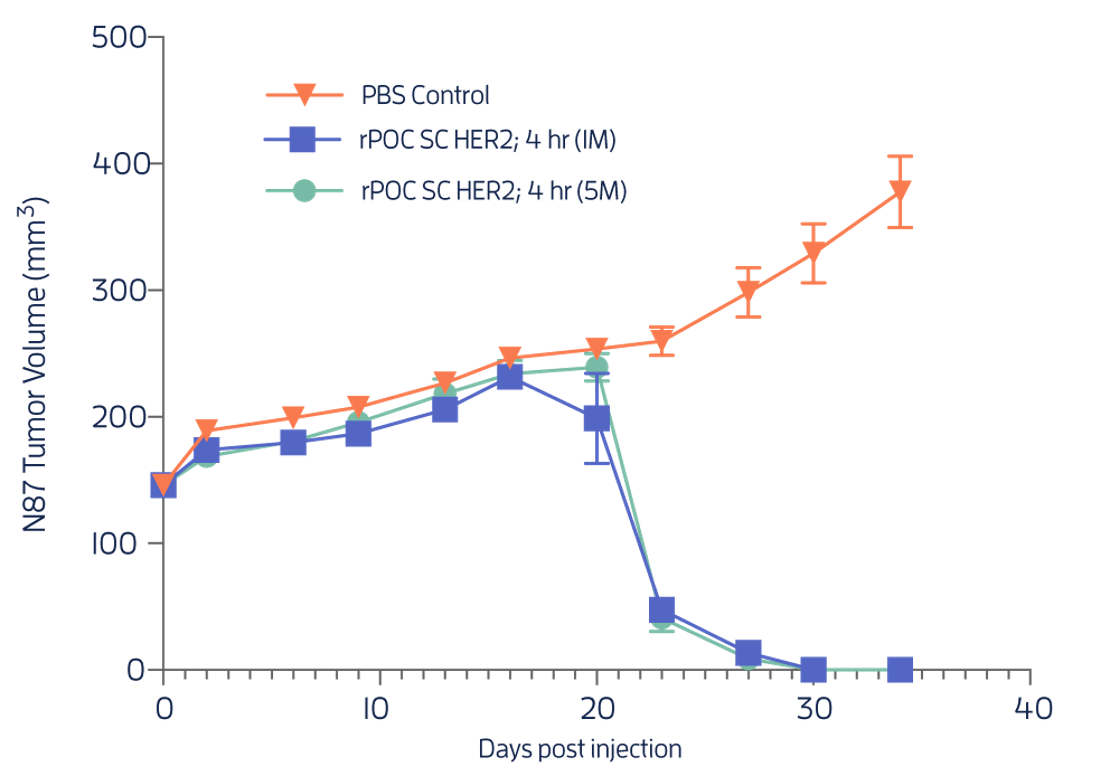 500
400
300
200
100
0
N87 Tumor Volume (mm³)
PBS Control
rPOC SC HER2; 4 hr (1M)
rPOC SC HER2; 4 hr (5M)
0 10 20 30 40
Days post injection